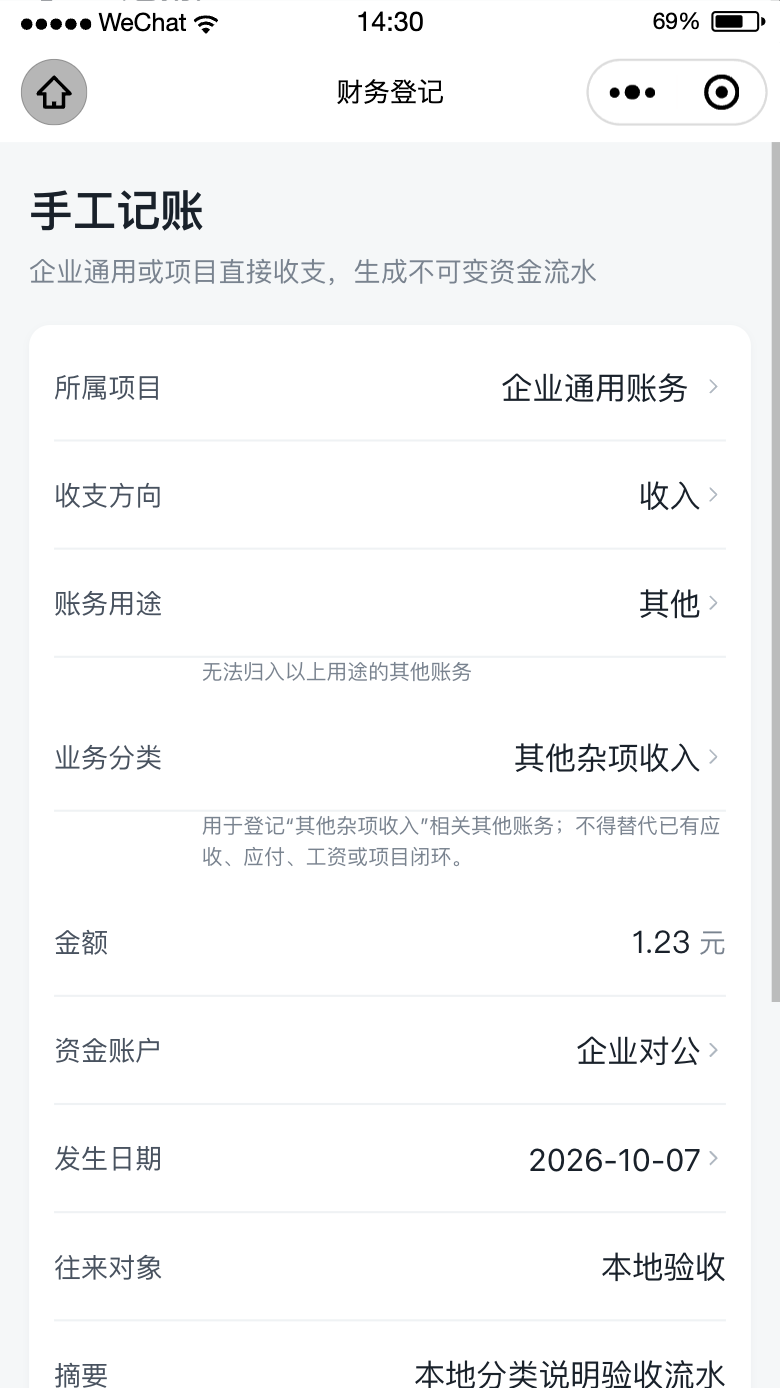 WeChat
14:30
69%
财务登记
手工记账
企业通用或项目直接收支，生成不可变资金流水
所属项目
企业通用账务
收支方向
收入
账务用途
其他
无法归入以上用途的其他账务
业务分类
其他杂项收入
用于登记“其他杂项收入”相关其他账务；不得替代已有应
收、应付、工资或项目闭环。
金额
1.23 元
资金账户
企业对公
发生日期
2026-10-07
往来对象
本地验收
摘要
本地分类说明验收流水